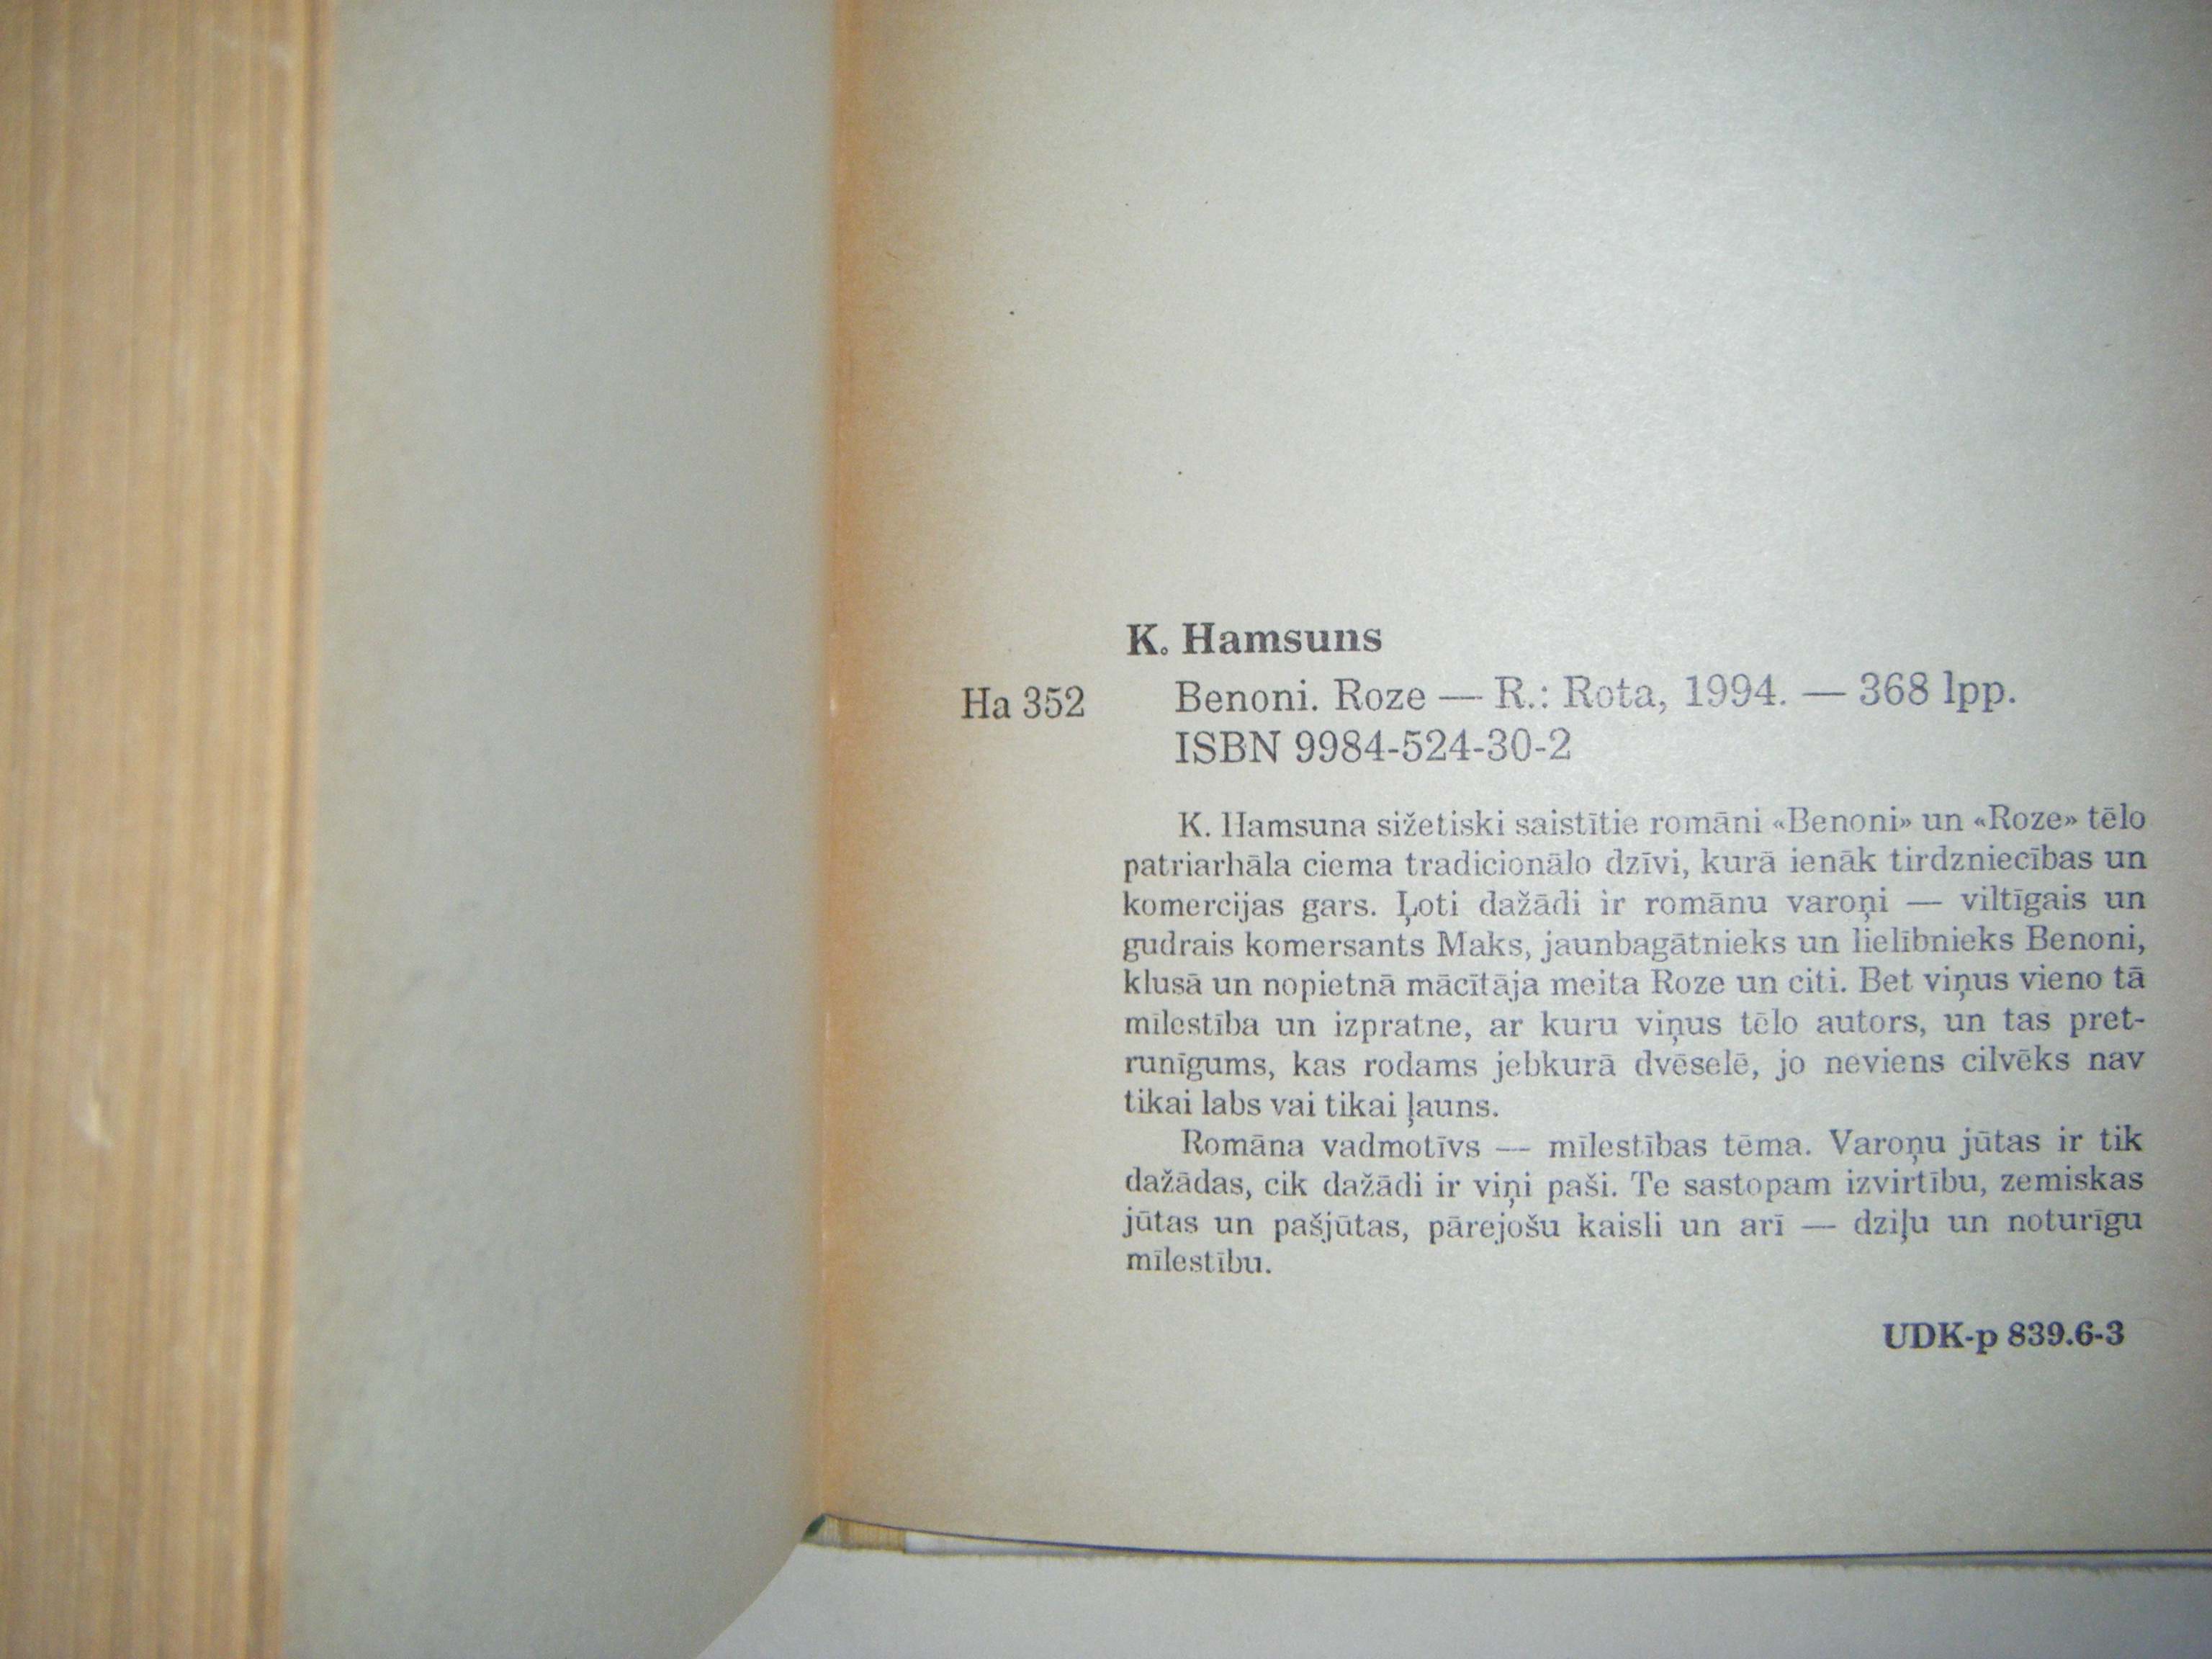 K. Hamsuns
Ha 352 Benoni. Roze — R.: Rota, 1994. — 368 lpp.
ISBN 9984-524-30-2
K. Hamsuna sižetiski saistītie romāni «Benoni» un «Roze» tēlo
patriarhāla ciema tradicionālo dzīvi, kurā ienāk tirdzniecības un
komercijas gars. Ļoti dažādi ir romānu varoņi — viltīgais un
gudrais komersants Maks, jaunbagātnieks un lielībnieks Benoni,
klusā un nopietnā mācītāja meita Roze un citi. Bet viņus vieno tā
mīlestība un izpratne, ar kuru viņus tēlo autors, un tas pret-
runīgums, kas rodams jebkurā dvēselē, jo neviens cilvēks nav
tikai labs vai tikai ļauns.
Romāna vadmotīvs — mīlestības tēma. Varoņu jūtas ir tik
dažādas, cik dažādi ir viņi paši. Te sastopam izvirtību, zemiskas
jūtas un pašjūtas, pārejošu kaisli un arī — dziļu un noturīgu
mīlestību.
UDK-p 839.6-3